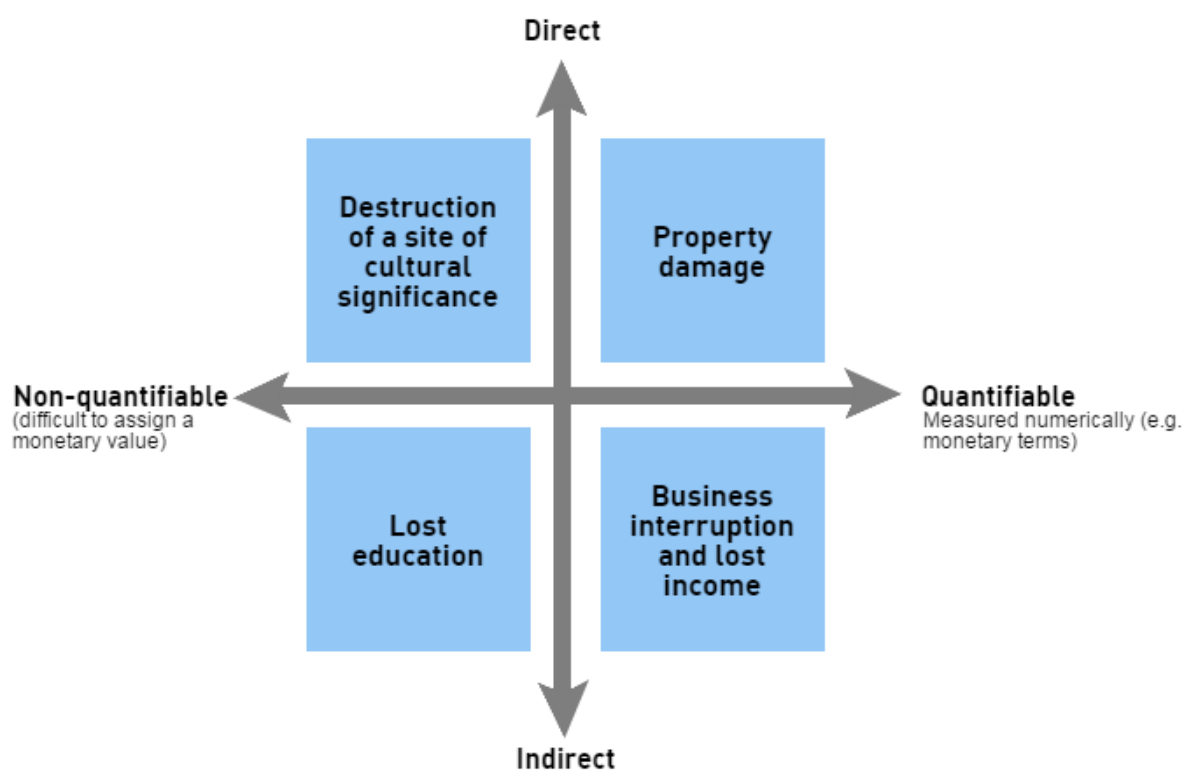 Direct
Destruction
of a site of
cultural
significance
Property
damage
Non-quantifiable
(difficult to assign a
monetary value)
Quantifiable
Measured numerically (e.g.
monetary terms)
Lost
education
Business
interruption
and lost
income
Indirect